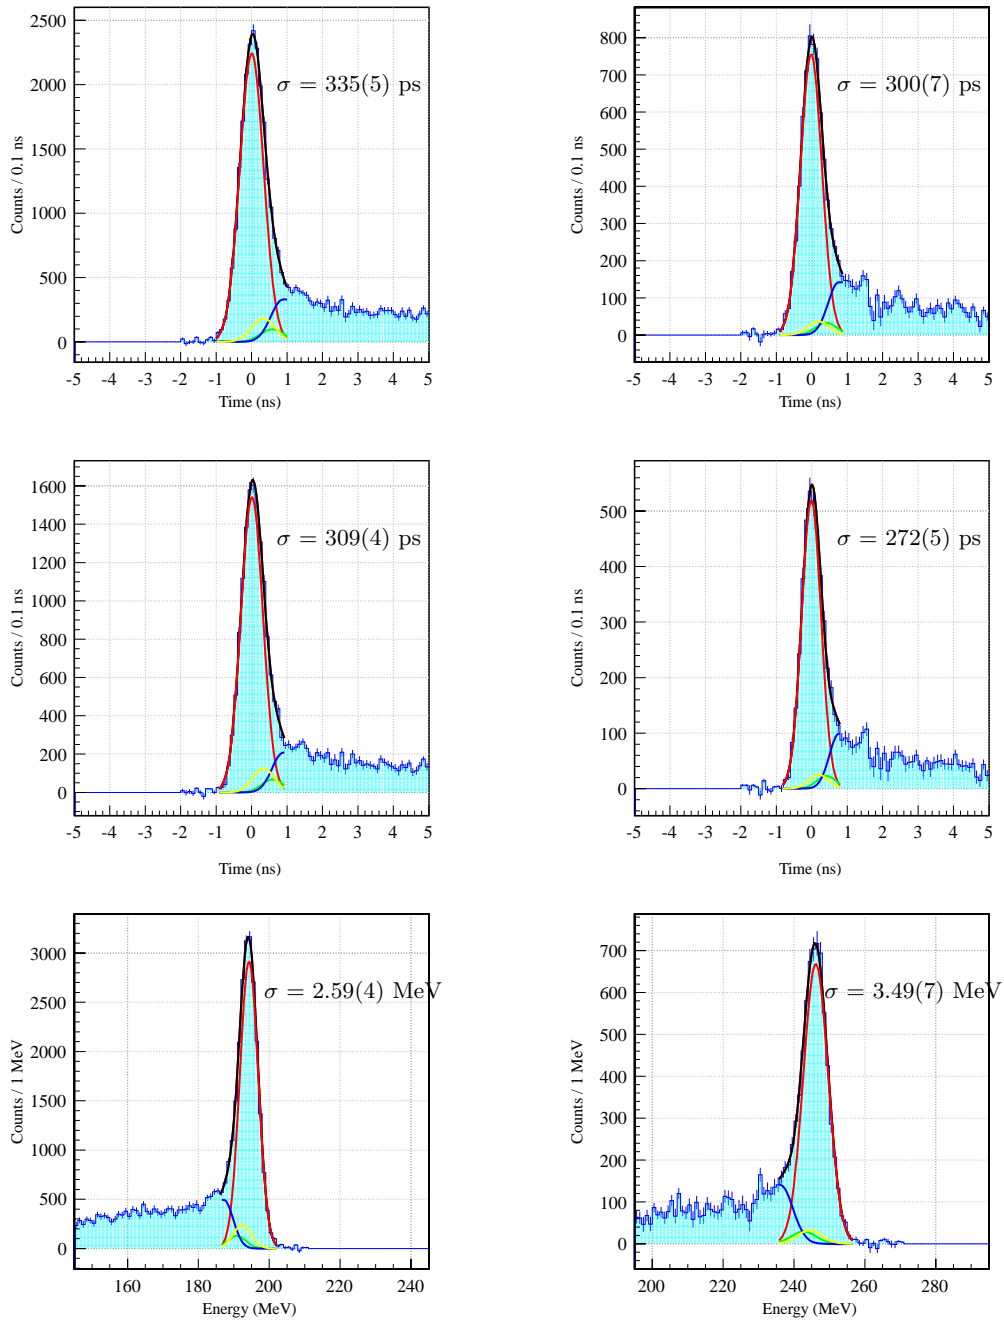 2500
2000
1500
1000
500
0
Counts / 0.1 ns
σ = 335(5) ps
-5 -4 -3 -2 -1 0 1 2 3 4 5
Time (ns)
800
700
600
500
400
300
200
100
0
Counts / 0.1 ns
σ = 300(7) ps
-5 -4 -3 -2 -1 0 1 2 3 4 5
Time (ns)
1600
1400
1200
1000
800
600
400
200
0
Counts / 0.1 ns
σ = 309(4) ps
-5 -4 -3 -2 -1 0 1 2 3 4 5
Time (ns)
500
400
300
200
100
0
Counts / 0.1 ns
σ = 272(5) ps
-5 -4 -3 -2 -1 0 1 2 3 4 5
Time (ns)
3000
2500
2000
1500
1000
500
0
Counts / 1 MeV
σ = 2.59(4) MeV
160 180 200 220 240
Energy (MeV)
700
600
500
400
300
200
100
0
Counts / 1 MeV
σ = 3.49(7) MeV
200 220 240 260 280
Energy (MeV)